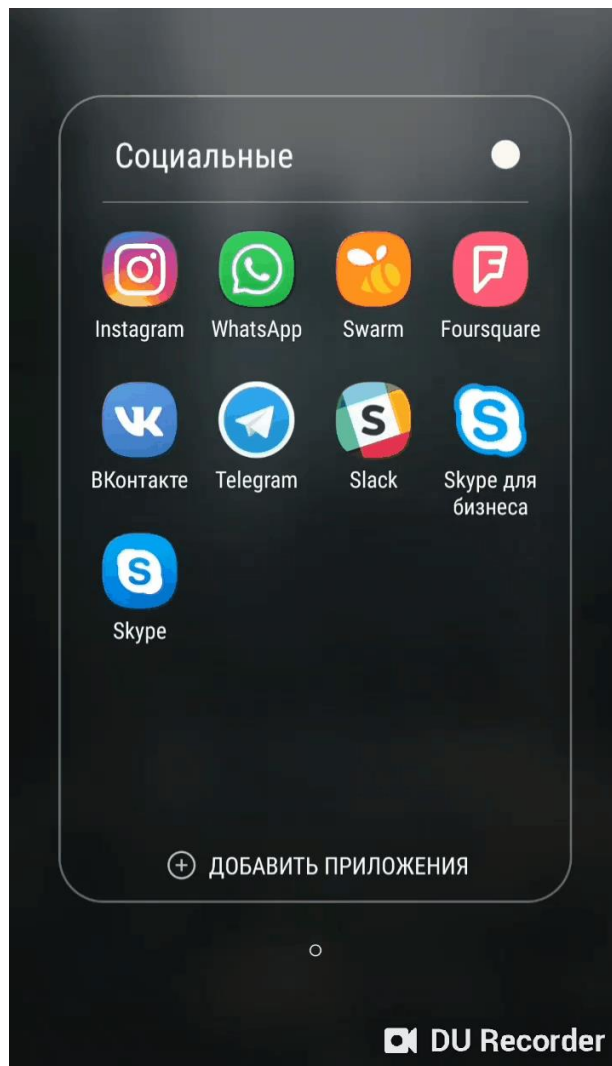 Социальные
Instagram
WhatsApp
Swarm
Foursquare
ВКонтакте
Telegram
Slack
Skype для
бизнеса
Skype
ДОБАВИТЬ ПРИЛОЖЕНИЯ
DU Recorder